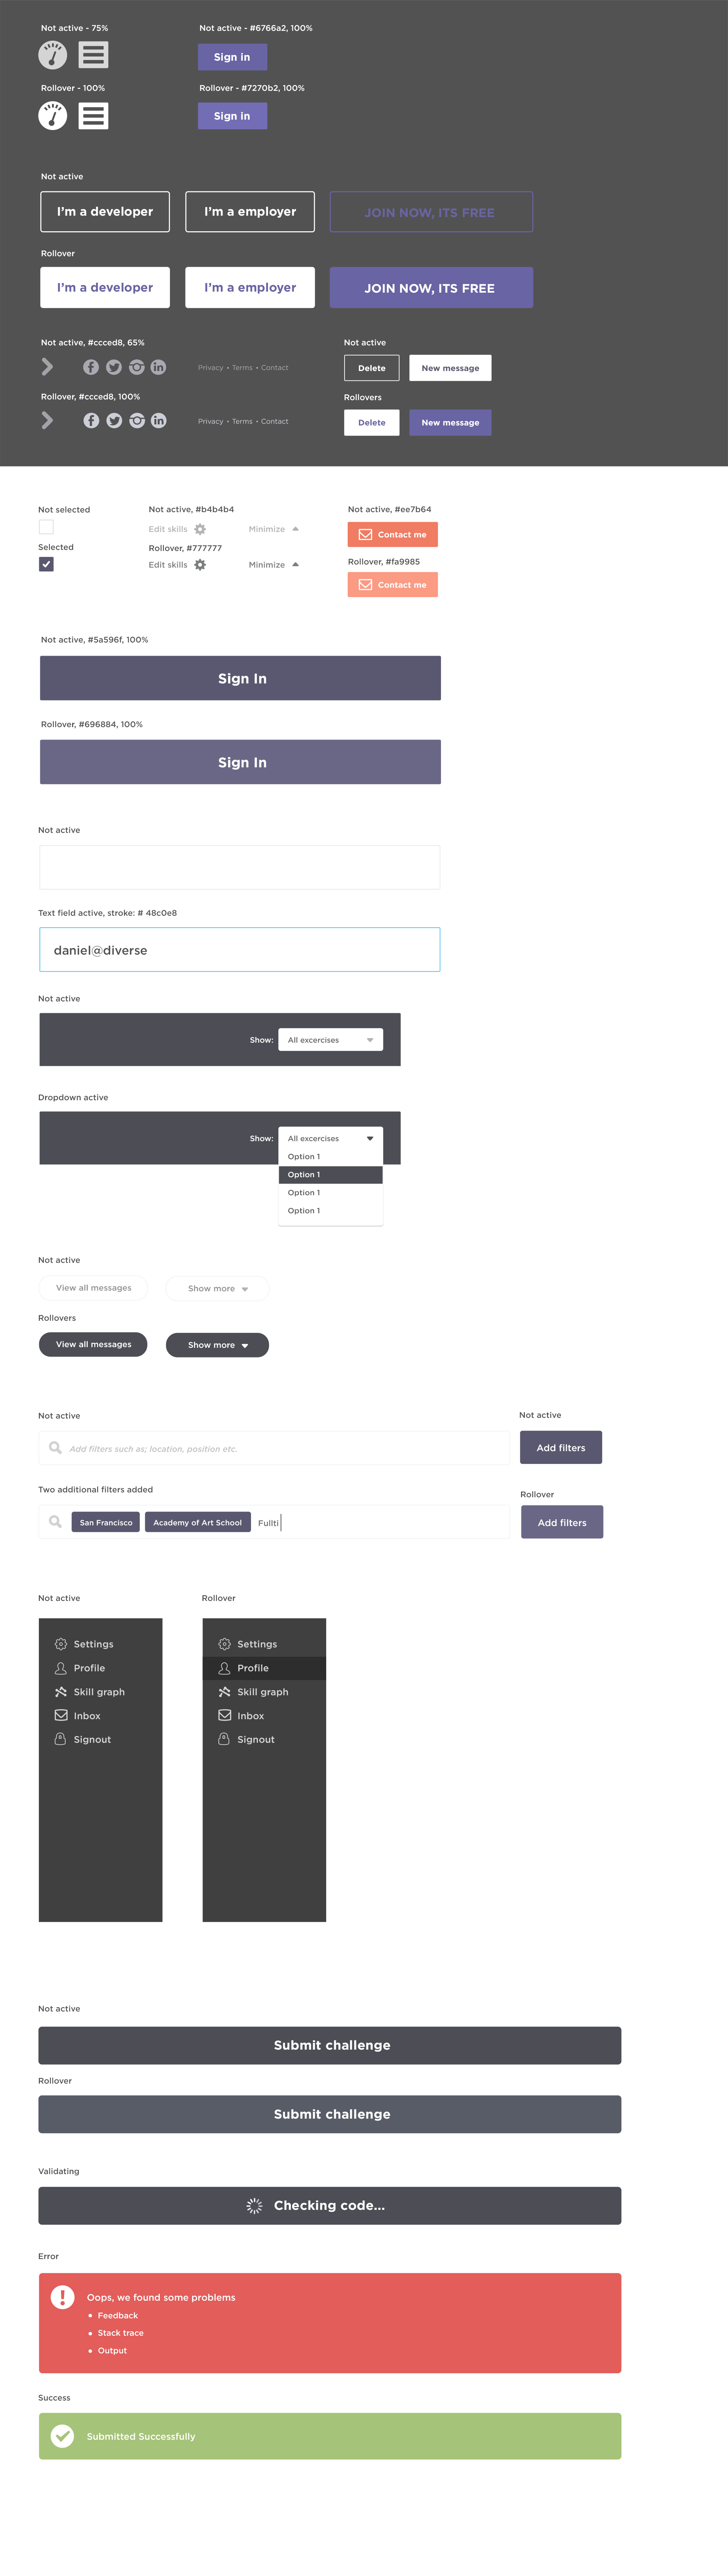 Not active - 75%
Not active - #6766a2, 100%
Sign in
Rollover - 100%
Rollover - #7270b2, 100%
Sign in
Not active
I'm a developer
I'm a employer
JOIN NOW, ITS FREE
Rollover
I'm a developer
I'm a employer
JOIN NOW, ITS FREE
Not active, #ccced8, 65%
Not active
Privacy • Terms • Contact
Delete
New message
Rollover, #ccced8, 100%
Rollovers
Privacy • Terms • Contact
Delete
New message
Not selected
Not active, #b4b4b4
Not active, #ee7b64
Edit skills
Minimize
Contact me
Selected
Rollover, #777777
Rollover, #fa9985
Edit skills
Minimize
Contact me
Not active, #5a596f, 100%
Sign In
Rollover, #696884, 100%
Sign In
Not active
Text field active, stroke: # 48c0e8
daniel@diverse
Not active
Show:
All excercises
Dropdown active
Show:
All excercises
Option 1
Option 1
Option 1
Option 1
Not active
View all messages
Show more
Rollovers
View all messages
Show more
Not active
Not active
Add filters such as; location, position etc.
Add filters
Two additional filters added
Rollover
San Francisco
Academy of Art School
Fullti
Add filters
Not active
Rollover
Settings
Settings
Profile
Profile
Skill graph
Skill graph
Inbox
Inbox
Signout
Signout
Not active
Submit challenge
Rollover
Submit challenge
Validating
Checking code...
Error
Oops, we found some problems
• Feedback
• Stack trace
• Output
Success
Submitted Successfully